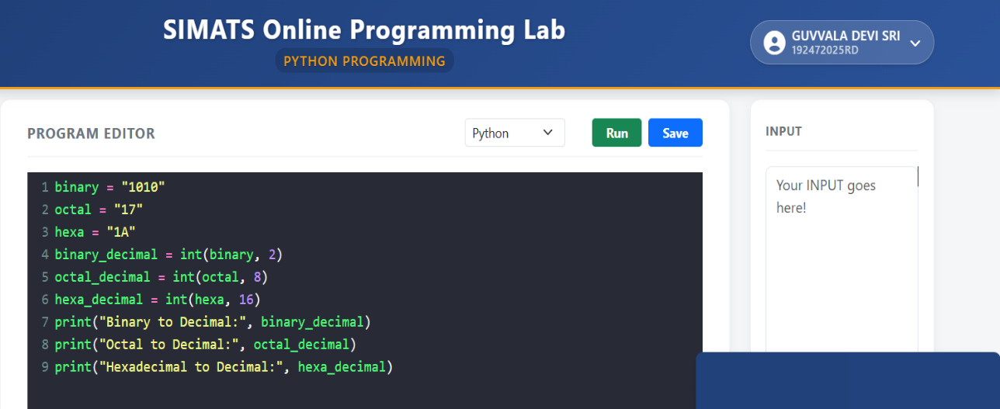 SIMATS Online Programming Lab
PYTHON PROGRAMMING
GUVVALA DEVI SRI
192472025RD
PROGRAM EDITOR
Python
Run
Save
1 binary = "1010"
2 octal = "17"
3 hexa = "1A"
4 binary_decimal = int(binary, 2)
5 octal_decimal = int(octal, 8)
6 hexa_decimal = int(hexa, 16)
7 print("Binary to Decimal:", binary_decimal)
8 print("Octal to Decimal:", octal_decimal)
9 print("Hexadecimal to Decimal:", hexa_decimal)
INPUT
Your INPUT goes
here!